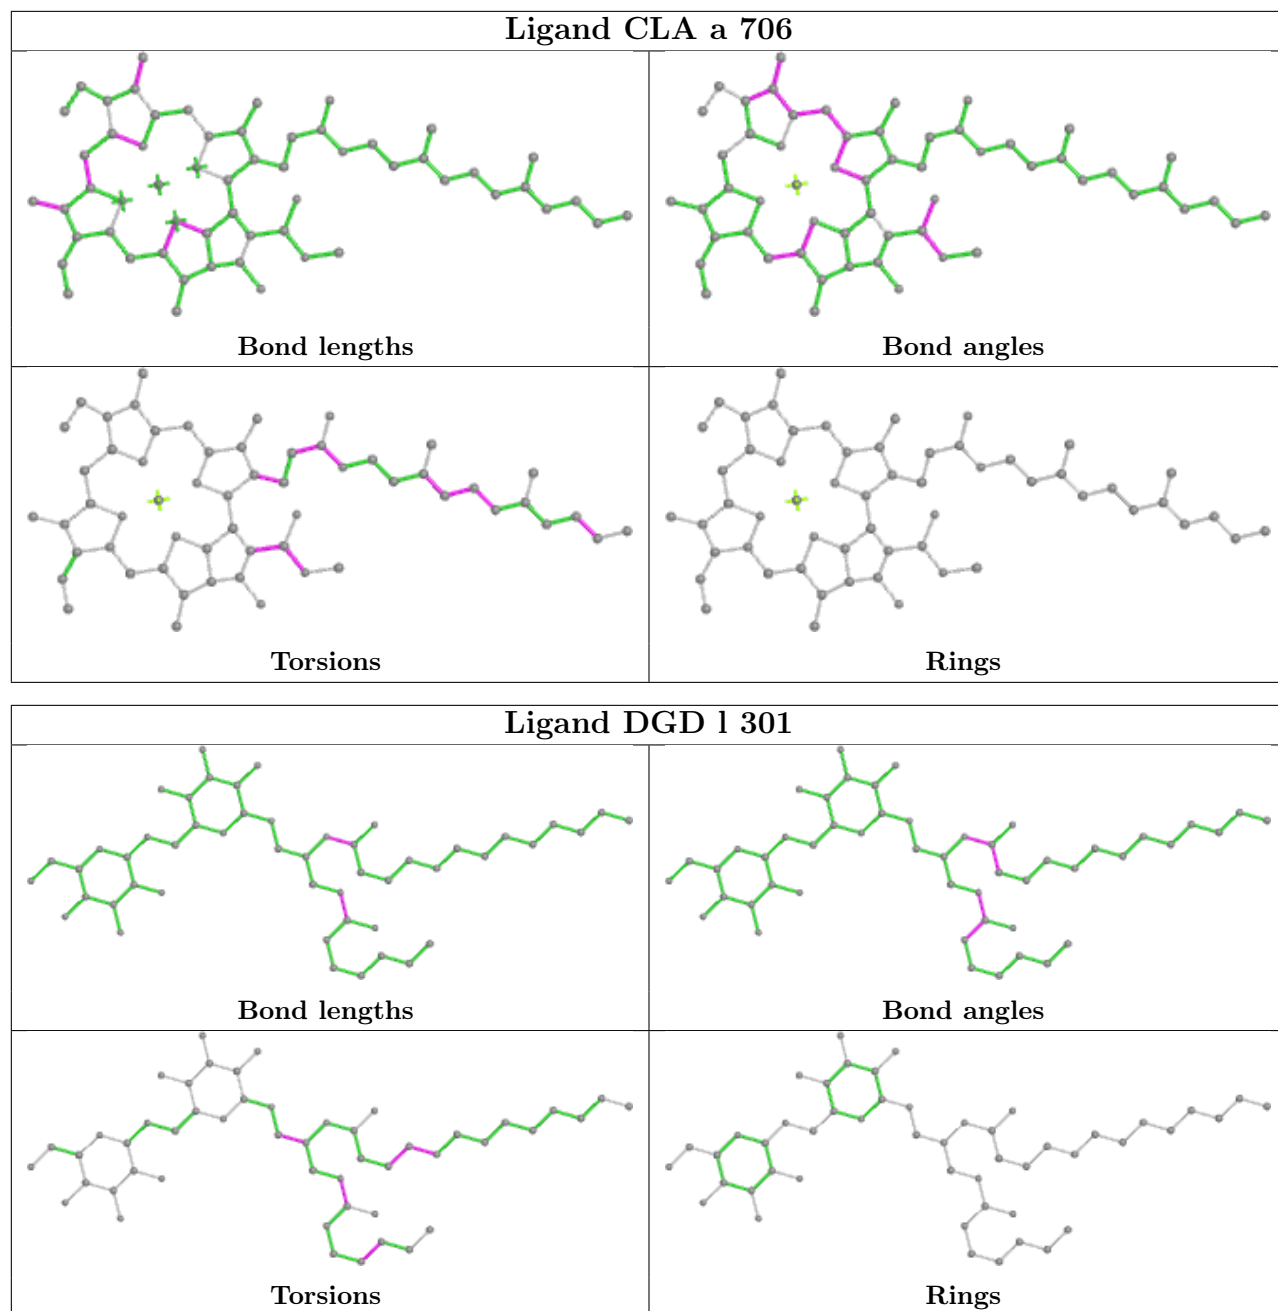 Ligand CLA a 706
Bond lengths
Bond angles
Torsions
Rings
Ligand DGD l 301
Bond lengths
Bond angles
Torsions
Rings